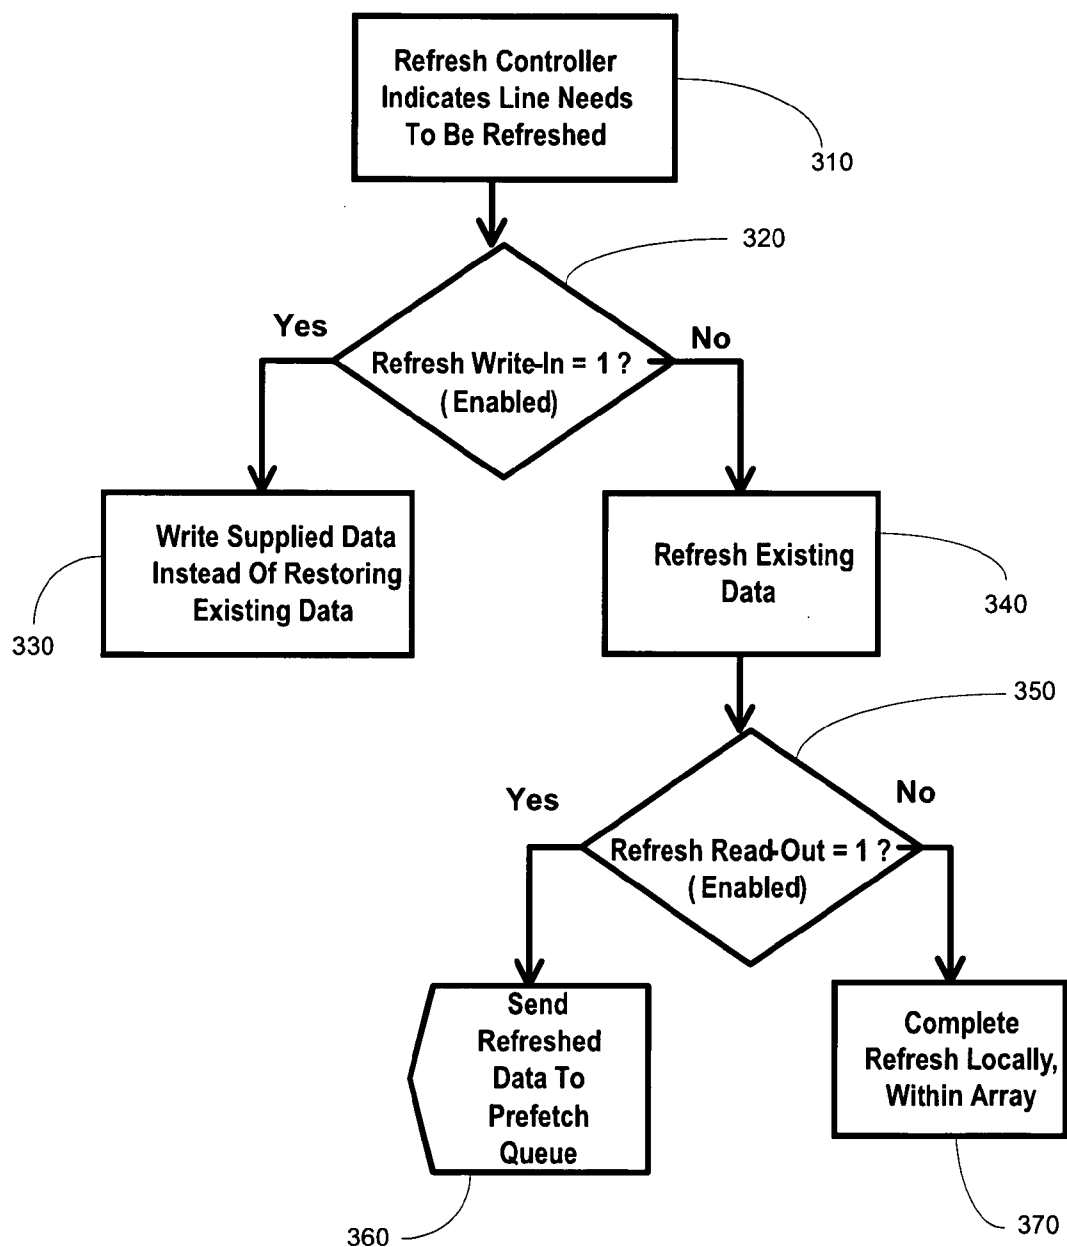 Refresh Controller
Indicates Line Needs
To Be Refreshed
310
320
Yes
No
Refresh Write-In = 1 ?
( Enabled)
Write Supplied Data
Instead Of Restoring
Existing Data
330
Refresh Existing
Data
340
350
Yes
No
Refresh Read-Out = 1 ?
( Enabled)
Send
Refreshed
Data To
Prefetch
Queue
360
Complete
Refresh Locally,
Within Array
370